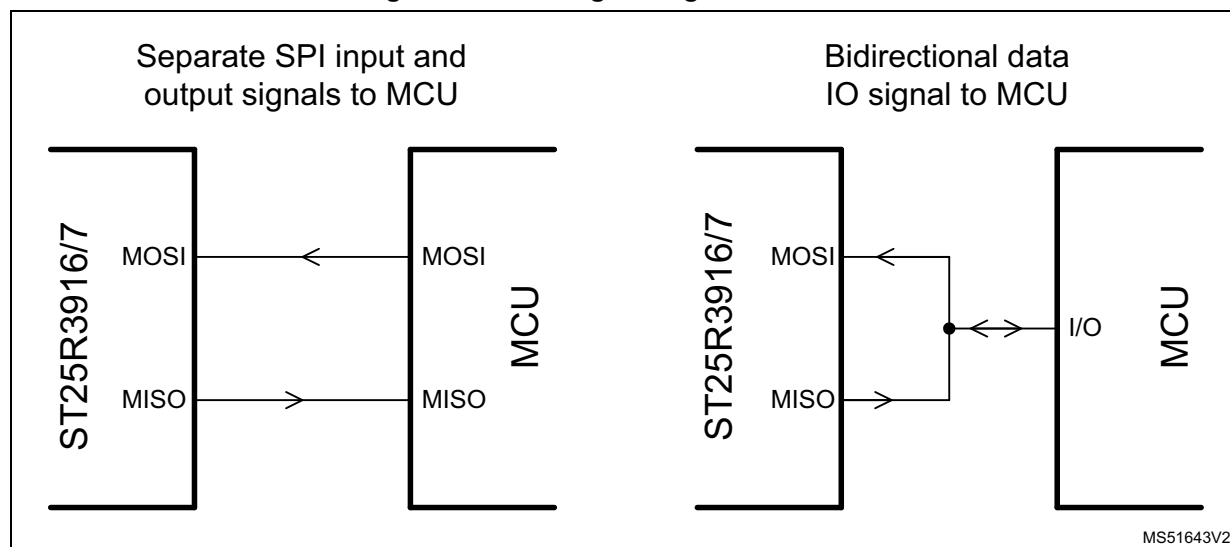 Separate SPI input and
output signals to MCU
ST25R3916/7
MOSI
MISO
MOSI
MISO
MCU
Bidirectional data
IO signal to MCU
ST25R3916/7
MOSI
MISO
I/O
MCU
MS51643V2